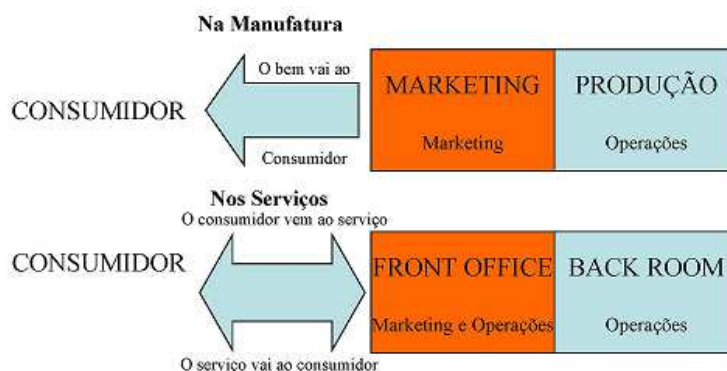 Na Manufatura
O bem vai ao
CONSUMIDOR
Consumidor
MARKETING
Marketing
PRODUÇÃO
Operações
Nos Serviços
O consumidor vem ao serviço
CONSUMIDOR
O serviço vai ao consumidor
FRONT OFFICE
Marketing e Operações
BACK ROOM
Operações